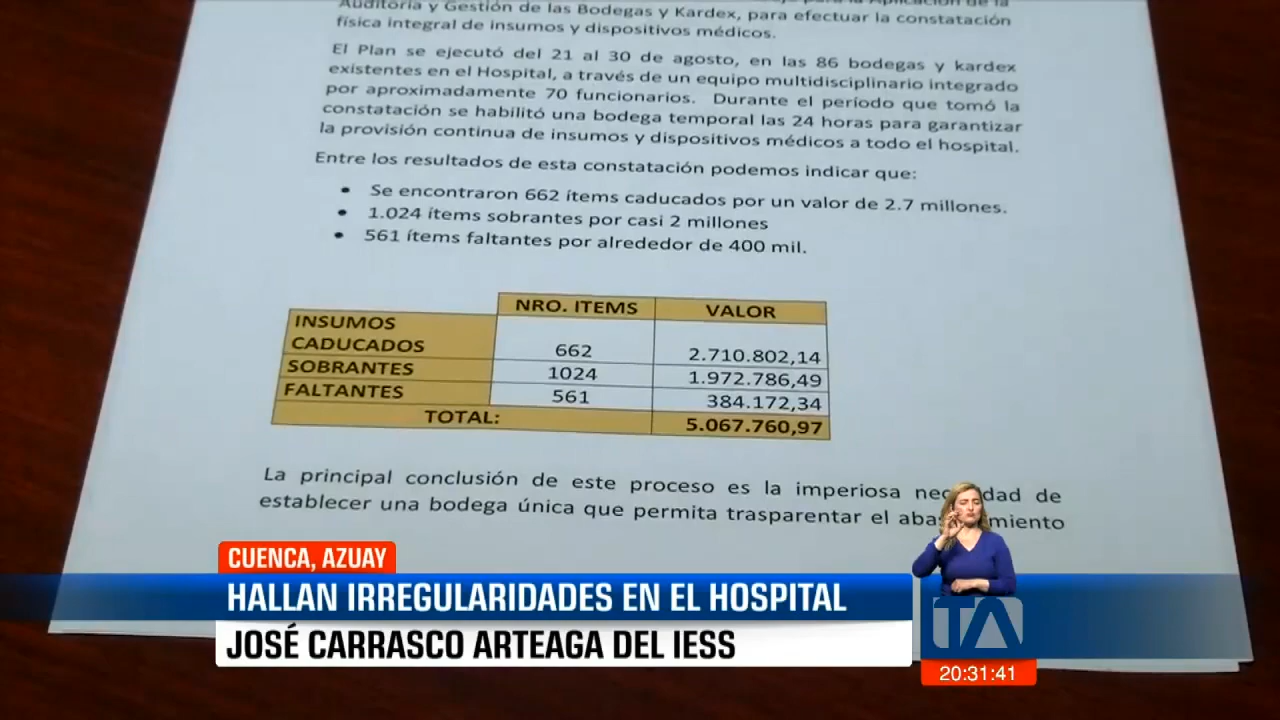 Auditoría y Gestión de las Bodegas y Kardex, para efectuar la constatación
física integral de insumos y dispositivos médicos.
El Plan se ejecutó del 21 al 30 de agosto, en las 86 bodegas y kardex
existentes en el Hospital, a través de un equipo multidisciplinario integrado
por aproximadamente 70 funcionarios. Durante el período que tomó la
constatación se habilitó una bodega temporal las 24 horas para garantizar
la provisión continua de insumos y dispositivos médicos a todo el hospital.
Entre los resultados de esta constatación podemos indicar que:
• Se encontraron 662 ítems caducados por un valor de 2.7 millones.
• 1.024 ítems sobrantes por casi 2 millones
• 561 ítems faltantes por alrededor de 400 mil.
NRO. ITEMS VALOR
INSUMOS
CADUCADOS 662 2.710.802,14
SOBRANTES 1024 1.972.786,49
FALTANTES 561 384.172,34
TOTAL: 5.067.760,97
La principal conclusión de este proceso es la imperiosa nec dad de
establecer una bodega única que permita trasparentar el aba miento
CUENCA, AZUAY
HALLAN IRREGULARIDADES EN EL HOSPITAL
JOSÉ CARRASCO ARTEAGA DEL IESS
TA
20:31:41